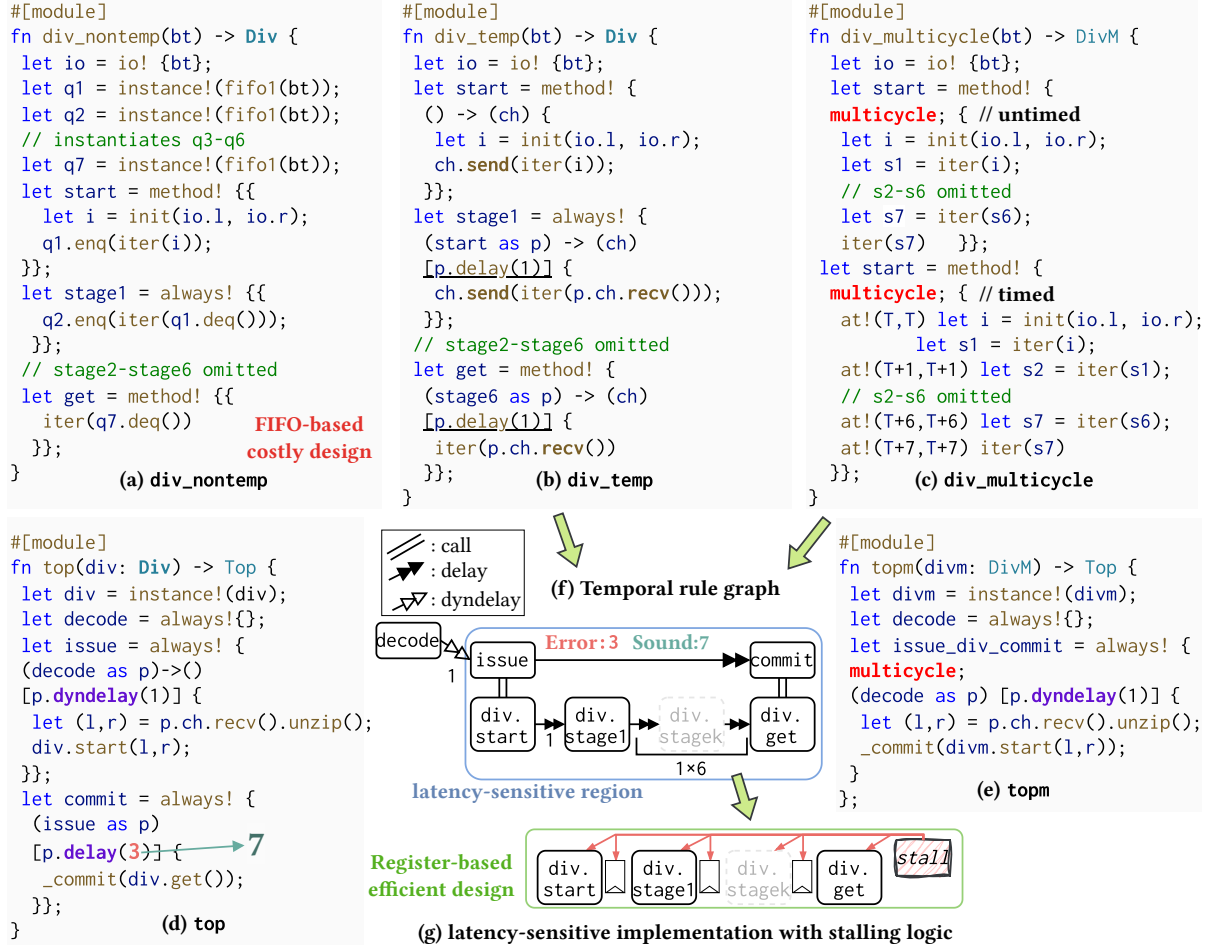 #[module]
fn div_nontemp(bt) -> Div {
let io = io! {bt};
let q1 = instance!(fifo1(bt));
let q2 = instance!(fifo1(bt));
// instantiates q3-q6
let q7 = instance!(fifo1(bt));
let start = method! {{
let i = init(io.l, io.r);
q1.enq(iter(i));
}};
let stage1 = always! {{
q2.enq(iter(q1.deq()));
}};
// stage2-stage6 omitted
let get = method! {{
iter(q7.deq())
}};
}
FIFO-based
costly design
(a) div_nontemp
#[module]
fn div_temp(bt) -> Div {
let io = io! {bt};
let start = method! {
() -> (ch) {
let i = init(io.l, io.r);
ch.send(iter(i));
}};
let stage1 = always! {
(start as p) -> (ch)
[p.delay(1)] {
ch.send(iter(p.ch.recv()));
}};
// stage2-stage6 omitted
let get = method! {
(stage6 as p) -> (ch)
[p.delay(1)] {
iter(p.ch.recv())
}};
}
(b) div_temp
#[module]
fn div_multicycle(bt) -> DivM {
let io = io! {bt};
let start = method! {
multicycle; { // untimed
let i = init(io.l, io.r);
let s1 = iter(i);
// s2-s6 omitted
let s7 = iter(s6);
iter(s7) }};
let start = method! {
multicycle; { // timed
at!(T,T) let i = init(io.l, io.r);
let s1 = iter(i);
at!(T+1,T+1) let s2 = iter(s1);
// s2-s6 omitted
at!(T+6,T+6) let s7 = iter(s6);
at!(T+7,T+7) iter(s7)
}};
}
(c) div_multicycle
#[module]
fn top(div: Div) -> Top {
let div = instance!(div);
let decode = always!{};
let issue = always! {
(decode as p)->()
[p.dyndelay(1)] {
let (l,r) = p.ch.recv().unzip();
div.start(l,r);
}};
let commit = always! {
(issue as p)
[p.delay(3)] { 7
_commit(div.get());
}};
}
(d) top
: call
: delay
: dyndelay
(f) Temporal rule graph
decode
1
issue
Error:3 Sound:7
commit
div.
start
1
div.
stage1
div.
stagek
div.
get
1×6
latency-sensitive region
#[module]
fn topm(divm: DivM) -> Top {
let divm = instance!(divm);
let decode = always!{};
let issue_div_commit = always! {
multicycle;
(decode as p) [p.dyndelay(1)] {
let (l,r) = p.ch.recv().unzip();
_commit(divm.start(l,r));
}
};
(e) topm
Register-based
efficient design
div.
start
div.
stage1
div.
stagek
div.
get
stall
(g) latency-sensitive implementation with stalling logic